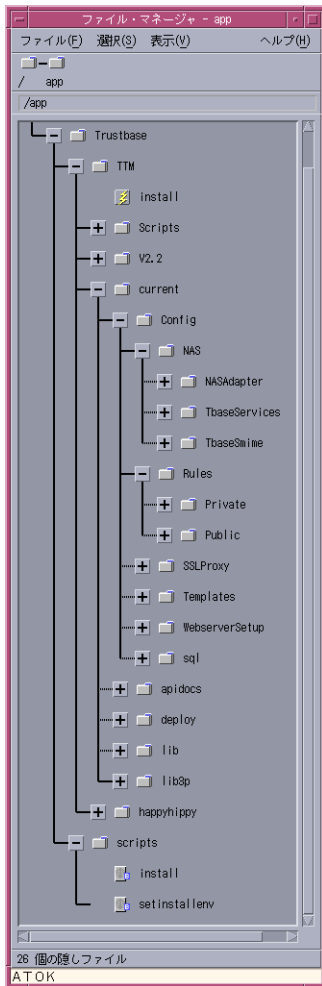 ファイル・マネージャ - app
ファイル(F) 選択(S) 表示(V) ヘルプ(H)
/ app
/app
Trustbase
TTM
install
Scripts
V2.2
current
Config
NAS
NASAdapter
TbaseServices
TbaseSmime
Rules
Private
Public
SSLProxy
Templates
WebserverSetup
sql
apidocs
deploy
lib
lib3p
happyhippy
scripts
install
setinstallenv
26 個の隠しファイル
ATOK